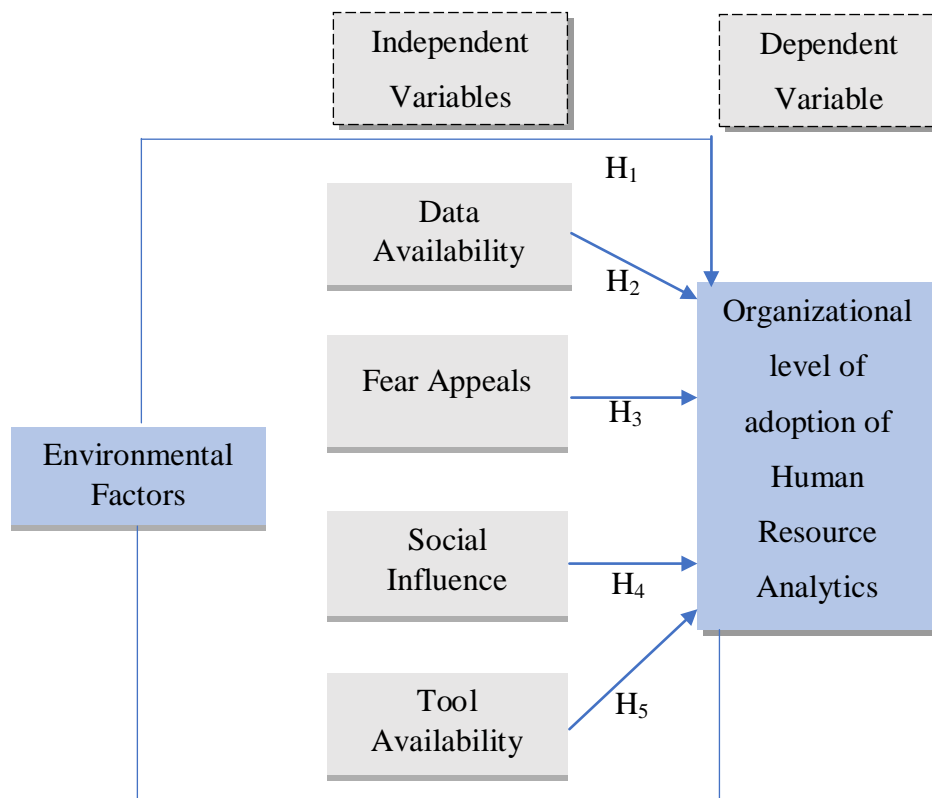 Independent
Variables
Dependent
Variable
H₁
Data
Availability
H₂
Fear Appeals
H₃
Environmental
Factors
Social
Influence
H₄
Tool
Availability
H₅
Organizational
level of
adoption of
Human
Resource
Analytics